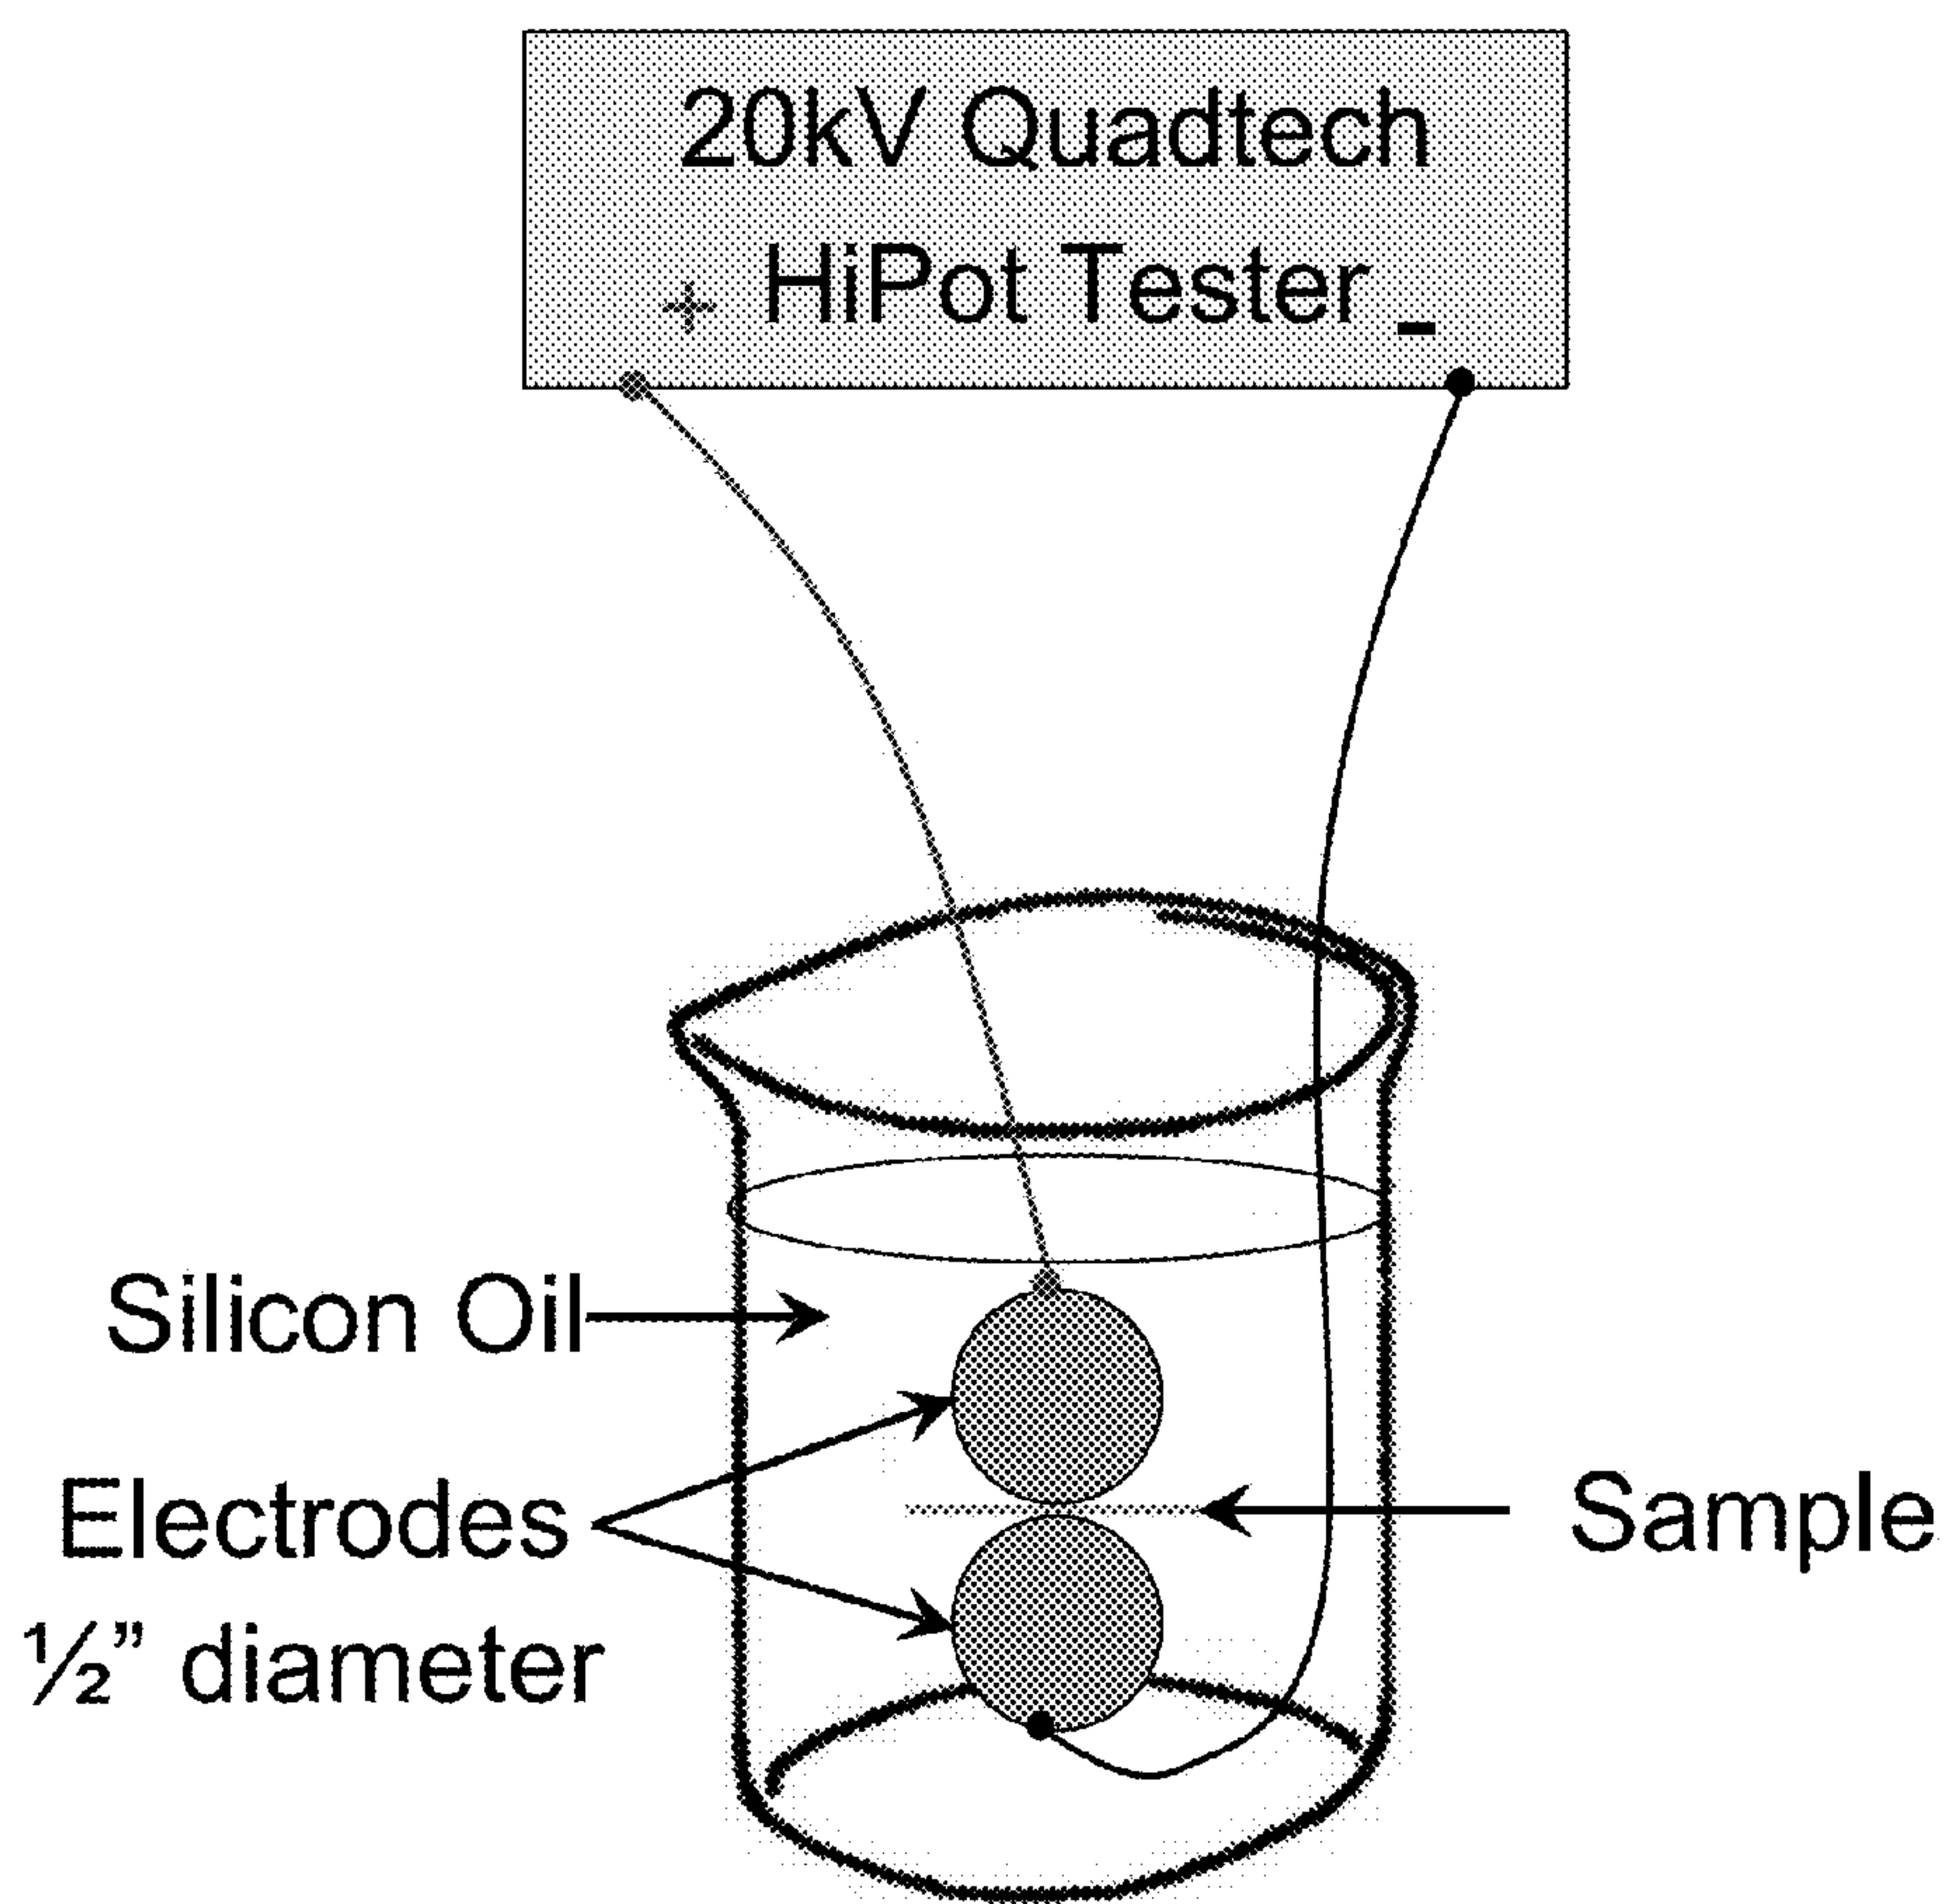 20kV Quadtech
+ HiPot Tester -
Silicon Oil
Electrodes
½” diameter
Sample